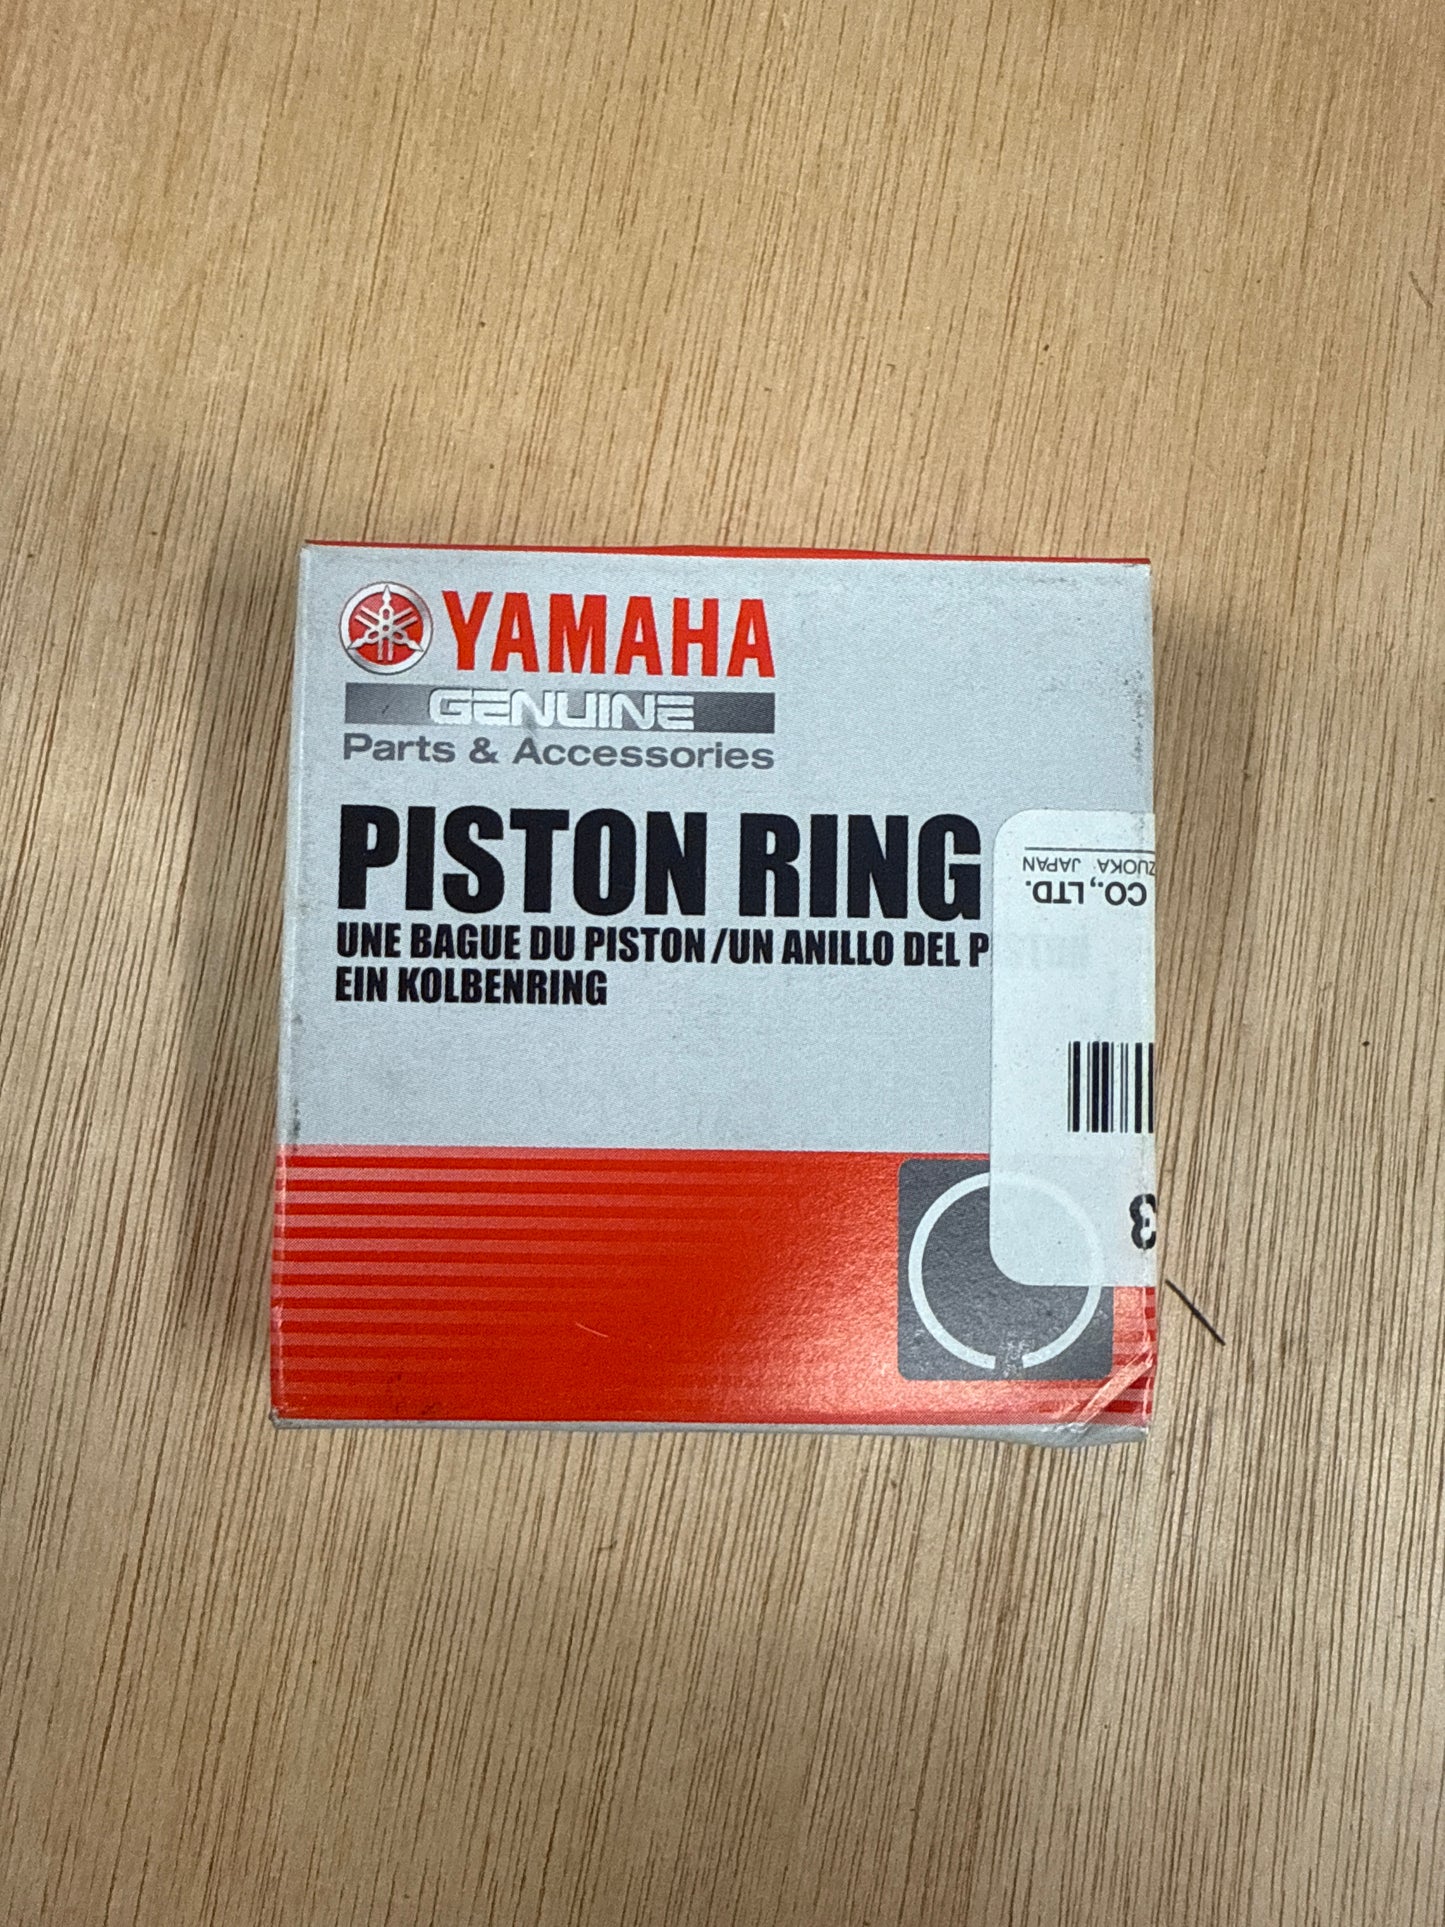 YAMAHA
GENUINE
Parts & Accessories
PISTON RING
UNE BAGUE DU PISTON/UN ANILLO DEL P
EIN KOLBENRING
CO., LTD.
ZUOKA JAPAN
3